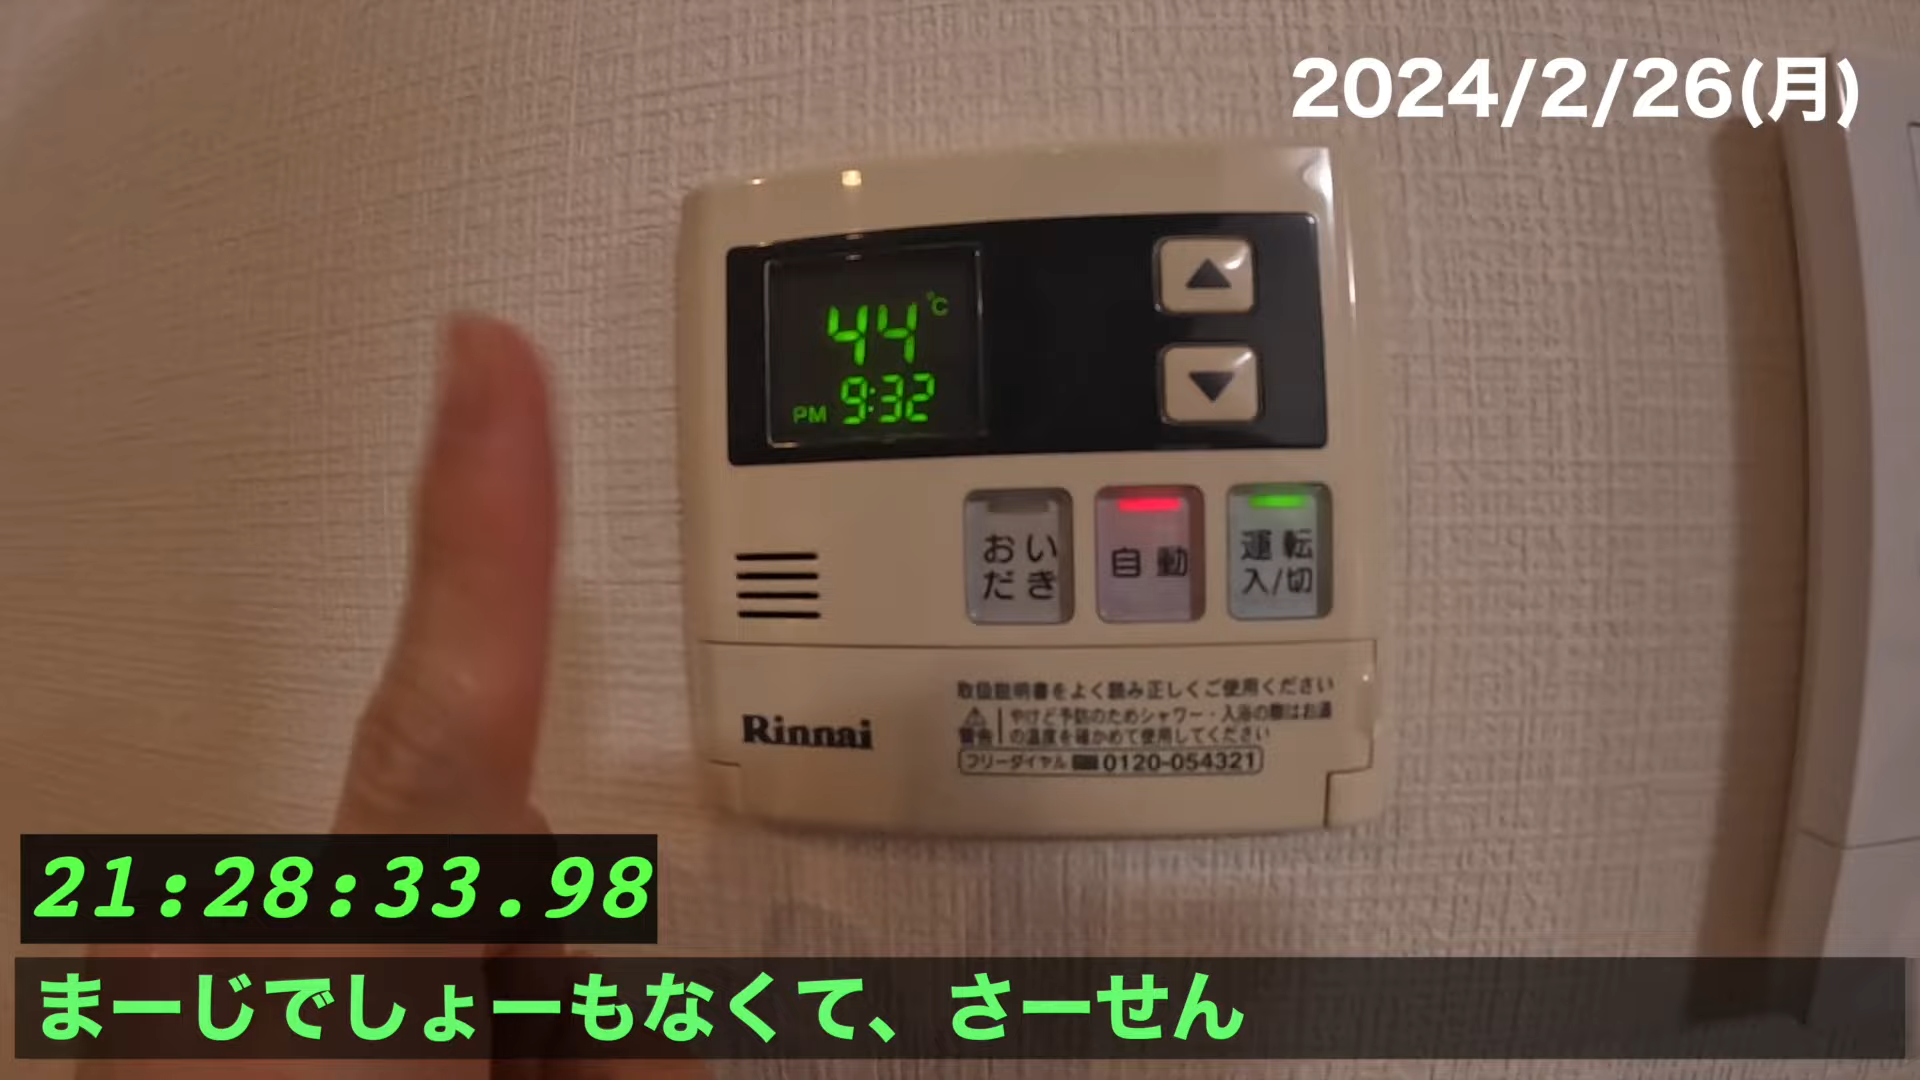 2024/2/26(月)
44℃
PM 9:32
おい
だき
自動
運転
入/切
取扱説明書をよく読み正しくご使用ください
警告
やけど予防のためシャワー・入浴の際はお湯
の温度を確かめて使用してください
Rinnai
フリーダイヤル 0120-054321
21:28:33.98
まーじでしょーもなくて、さーせん